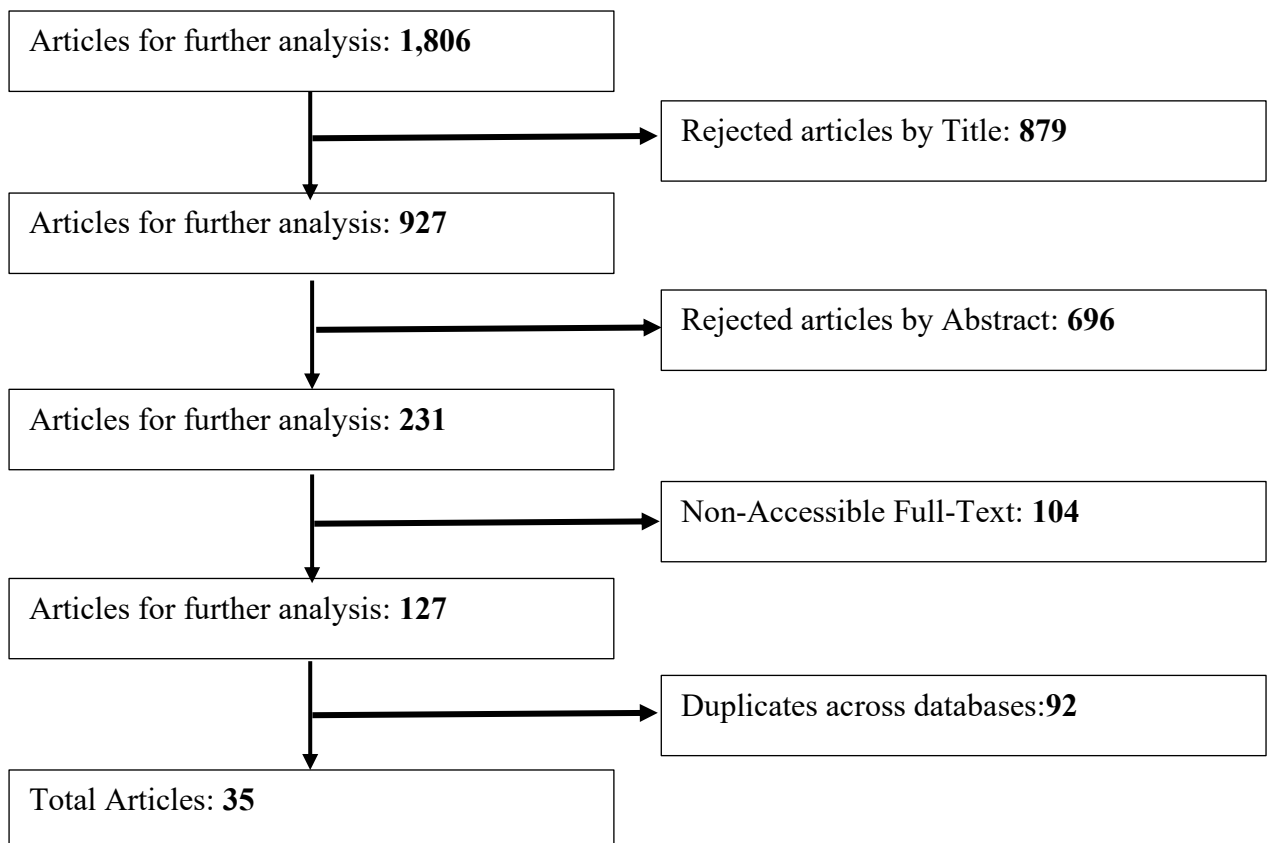 Articles for further analysis: 1,806
Rejected articles by Title: 879
Articles for further analysis: 927
Rejected articles by Abstract: 696
Articles for further analysis: 231
Non-Accessible Full-Text: 104
Articles for further analysis: 127
Duplicates across databases:92
Total Articles: 35